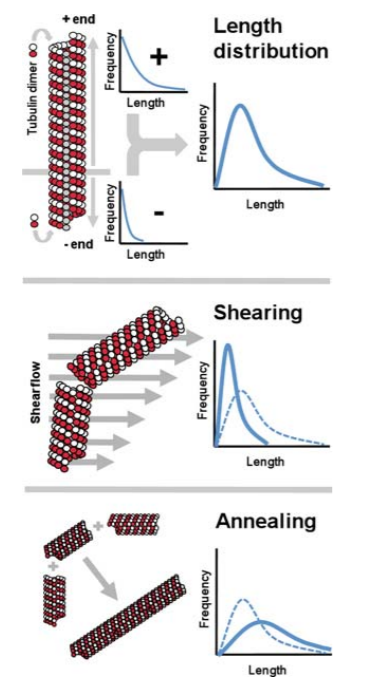 + end
Tubulin dimer
- end
Frequency
+
Length
Frequency
-
Length
Length
distribution
Frequency
Length
Shearflow
Shearing
Frequency
Length
+
+
Annealing
Frequency
Length